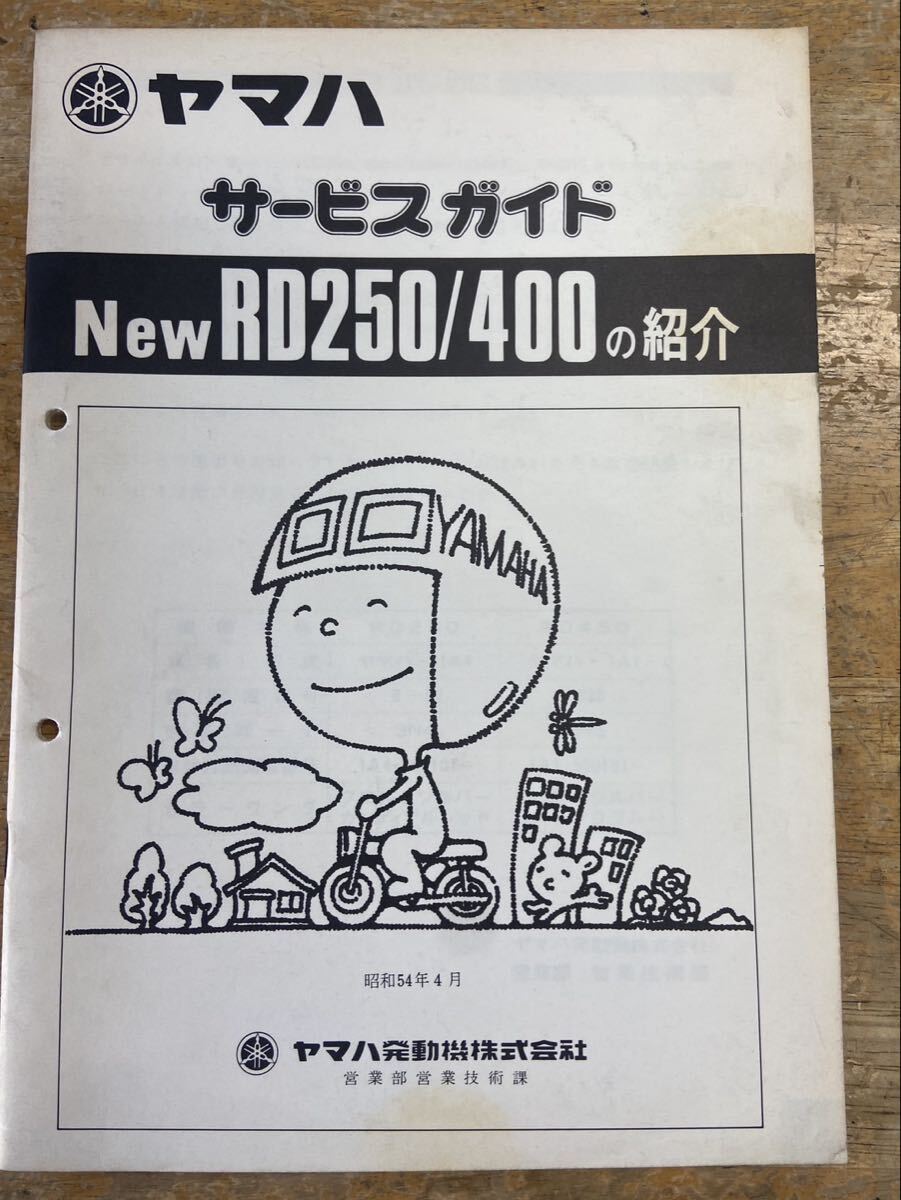 ヤマハ
サービスガイド
New RD250/400の紹介
YAMAHA
昭和54年4月
ヤマハ発動機株式会社
営業部営業技術課